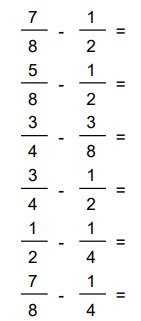 7/8 - 1/2 =
5/8 - 1/2 =
3/4 - 3/8 =
3/4 - 1/2 =
1/2 - 1/4 =
7/8 - 1/4 =